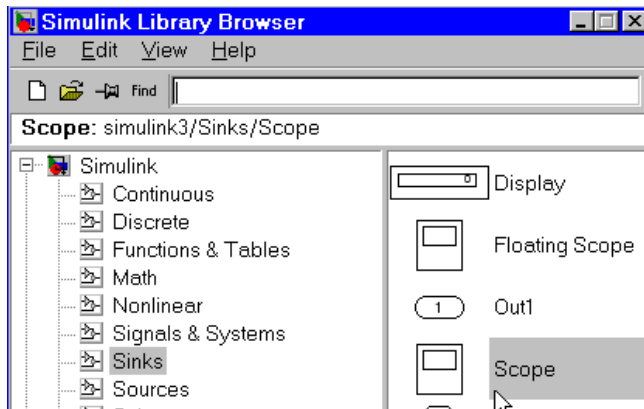 Simulink Library Browser
File Edit View Help
Find
Scope: simulink3/Sinks/Scope
Simulink
Continuous
Discrete
Functions & Tables
Math
Nonlinear
Signals & Systems
Sinks
Sources
Display
Floating Scope
1 Out1
Scope